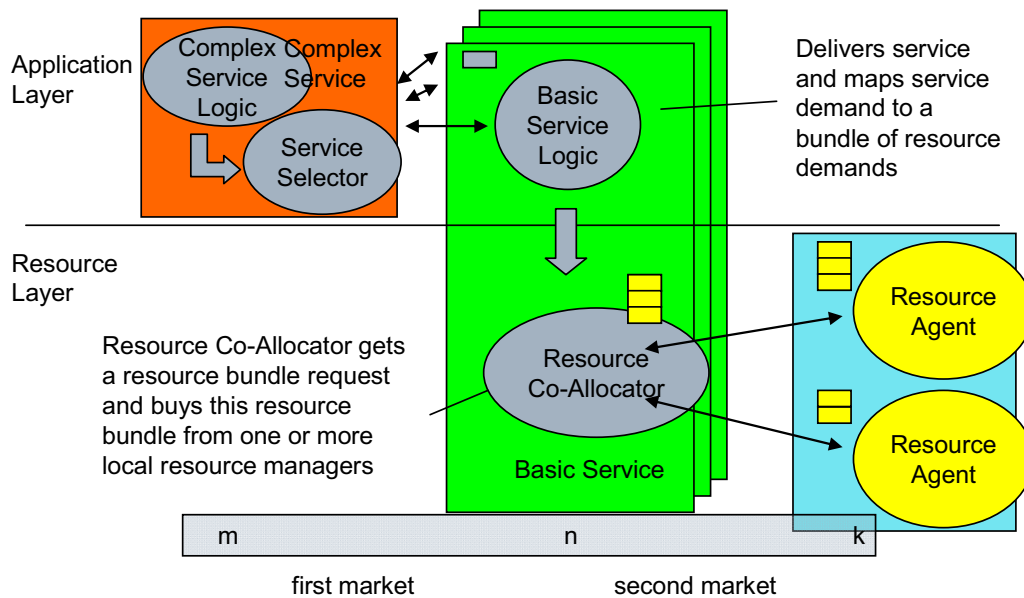 Application
Layer
Complex
Service
Logic
Complex
Service
Service
Selector
Basic
Service
Logic
Delivers service
and maps service
demand to a
bundle of resource
demands
Resource
Layer
Resource Co-Allocator gets
a resource bundle request
and buys this resource
bundle from one or more
local resource managers
Resource
Co-Allocator
Basic Service
Resource
Agent
Resource
Agent
m
n
k
first market
second market